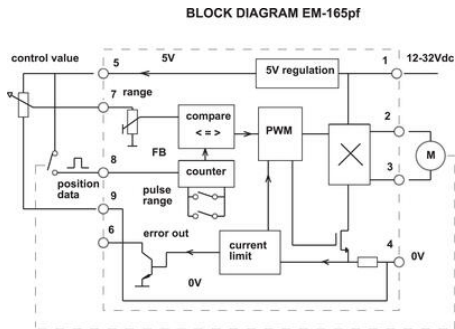 BLOCK DIAGRAM EM-165pf
control value
5
5V
5V regulation
1
12-32Vdc
7
range
compare
< = >
PWM
2
M
3
8
FB
counter
position
data
pulse
range
9
6
error out
current
limit
4
0V
0V